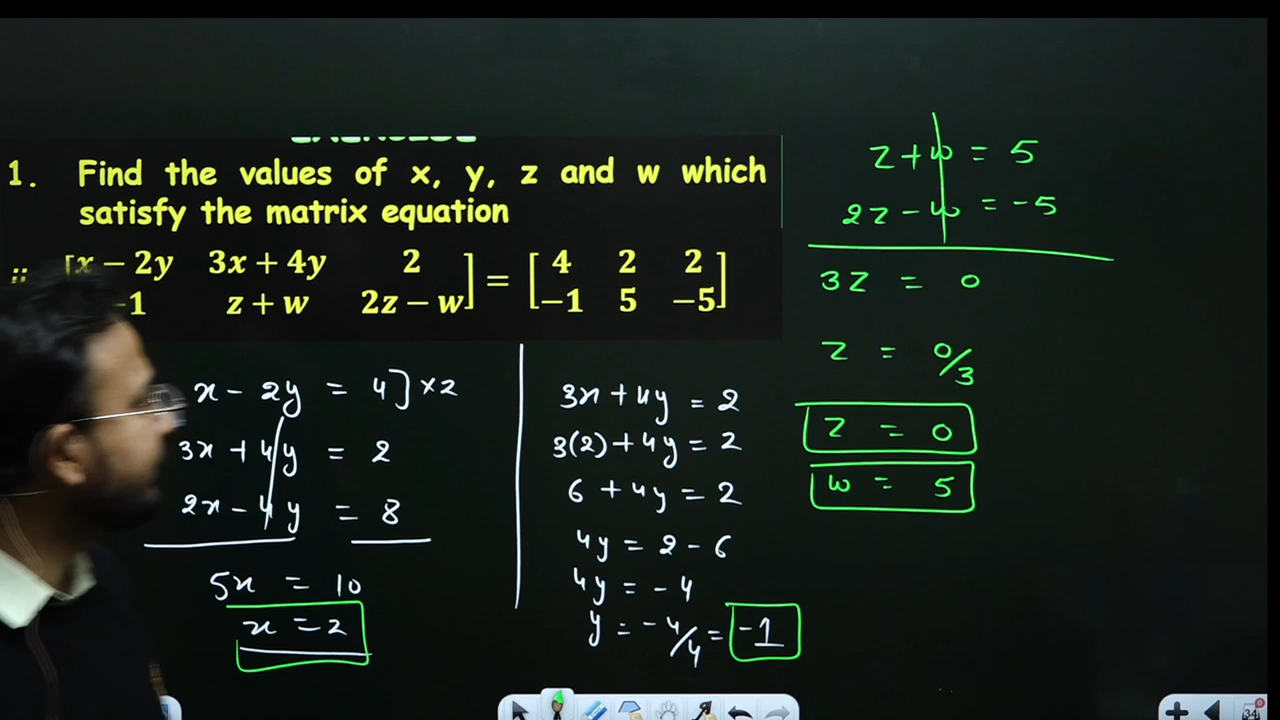 1. Find the values of x, y, z and w which
satisfy the matrix equation
x − 2y 3x + 4y 2 = 4 2 2
−1 z + w 2z − w −1 5 −5
x - 2y = 4] ×2
3x + 4y = 2
2x - 4y = 8
5x = 10
x = 2
3x + 4y = 2
3(2) + 4y = 2
6 + 4y = 2
4y = 2 - 6
4y = -4
y = -4/4 = -1
z + w = 5
2z - w = -5
3z = 0
z = 0/3
z = 0
w = 5
34